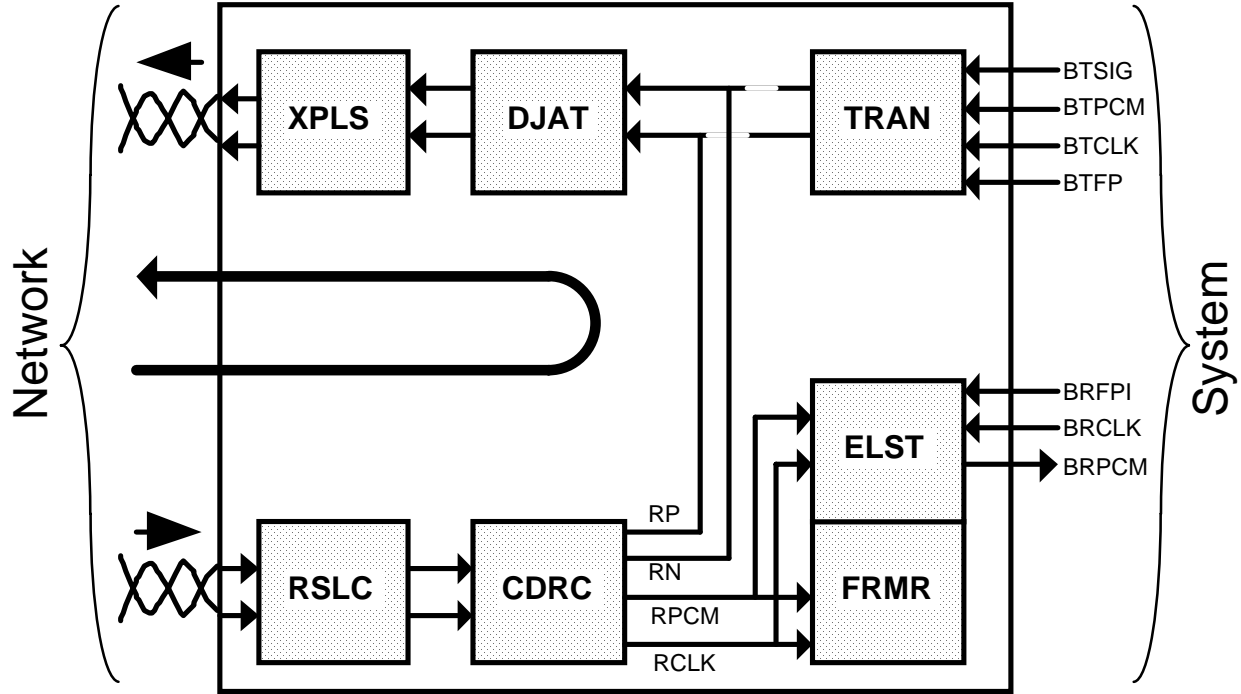 XPLS
DJAT
TRAN
BTSIG
BTPCM
BTCLK
BTFP
Network
System
ELST
BRFPI
BRCLK
BRPCM
RP
RN
RPCM
RCLK
RSLC
CDRC
FRMR